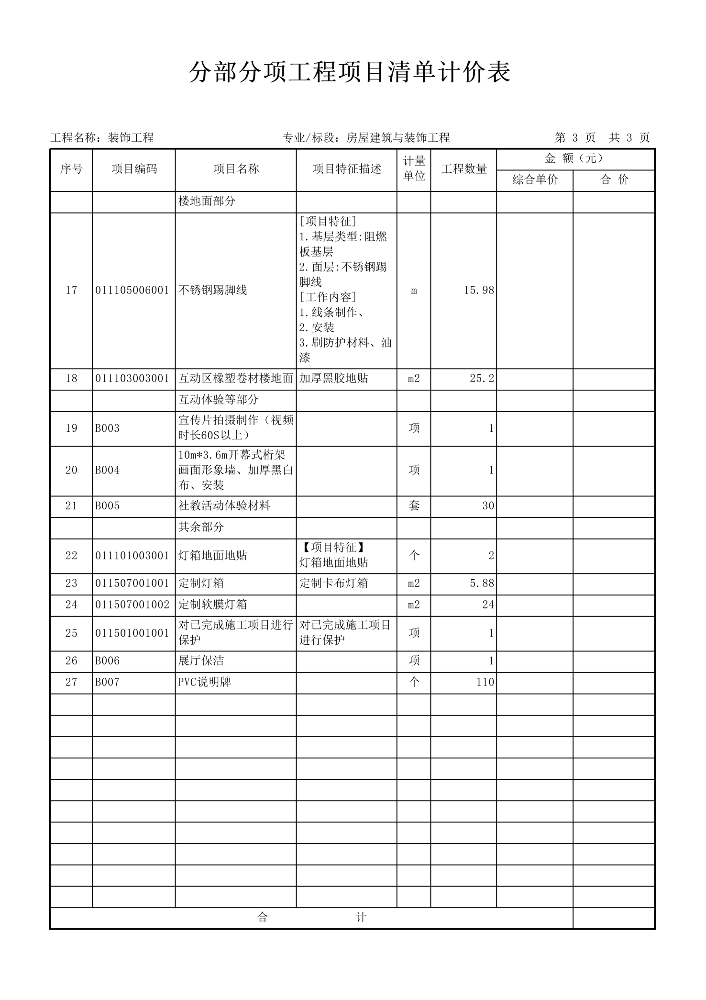 分部分项工程项目清单计价表
工程名称：装饰工程 专业/标段：房屋建筑与装饰工程 第 3 页 共 3 页
序号 项目编码 项目名称 项目特征描述 计量单位 工程数量 金 额（元）
综合单价 合 价
楼地面部分
17 011105006001 不锈钢踢脚线 [项目特征]
1.基层类型:阻燃
板基层
2.面层:不锈钢踢
脚线
[工作内容]
1.线条制作、
2.安装
3.刷防护材料、油
漆
m 15.98
18 011103003001 互动区橡塑卷材楼地面 加厚黑胶地贴 m2 25.2
互动体验等部分
19 B003 宣传片拍摄制作（视频
时长60S以上）
项 1
20 B004 10m*3.6m开幕式桁架
画面形象墙、加厚黑白
布、安装
项 1
21 B005 社教活动体验材料 套 30
其余部分
22 011101003001 灯箱地面地贴 【项目特征】
灯箱地面地贴
个 2
23 011507001001 定制灯箱 定制卡布灯箱 m2 5.88
24 011507001002 定制软膜灯箱 m2 24
25 011501001001 对已完成施工项目进行
保护
对已完成施工项目
进行保护
项 1
26 B006 展厅保洁 项 1
27 B007 PVC说明牌 个 110
合 计